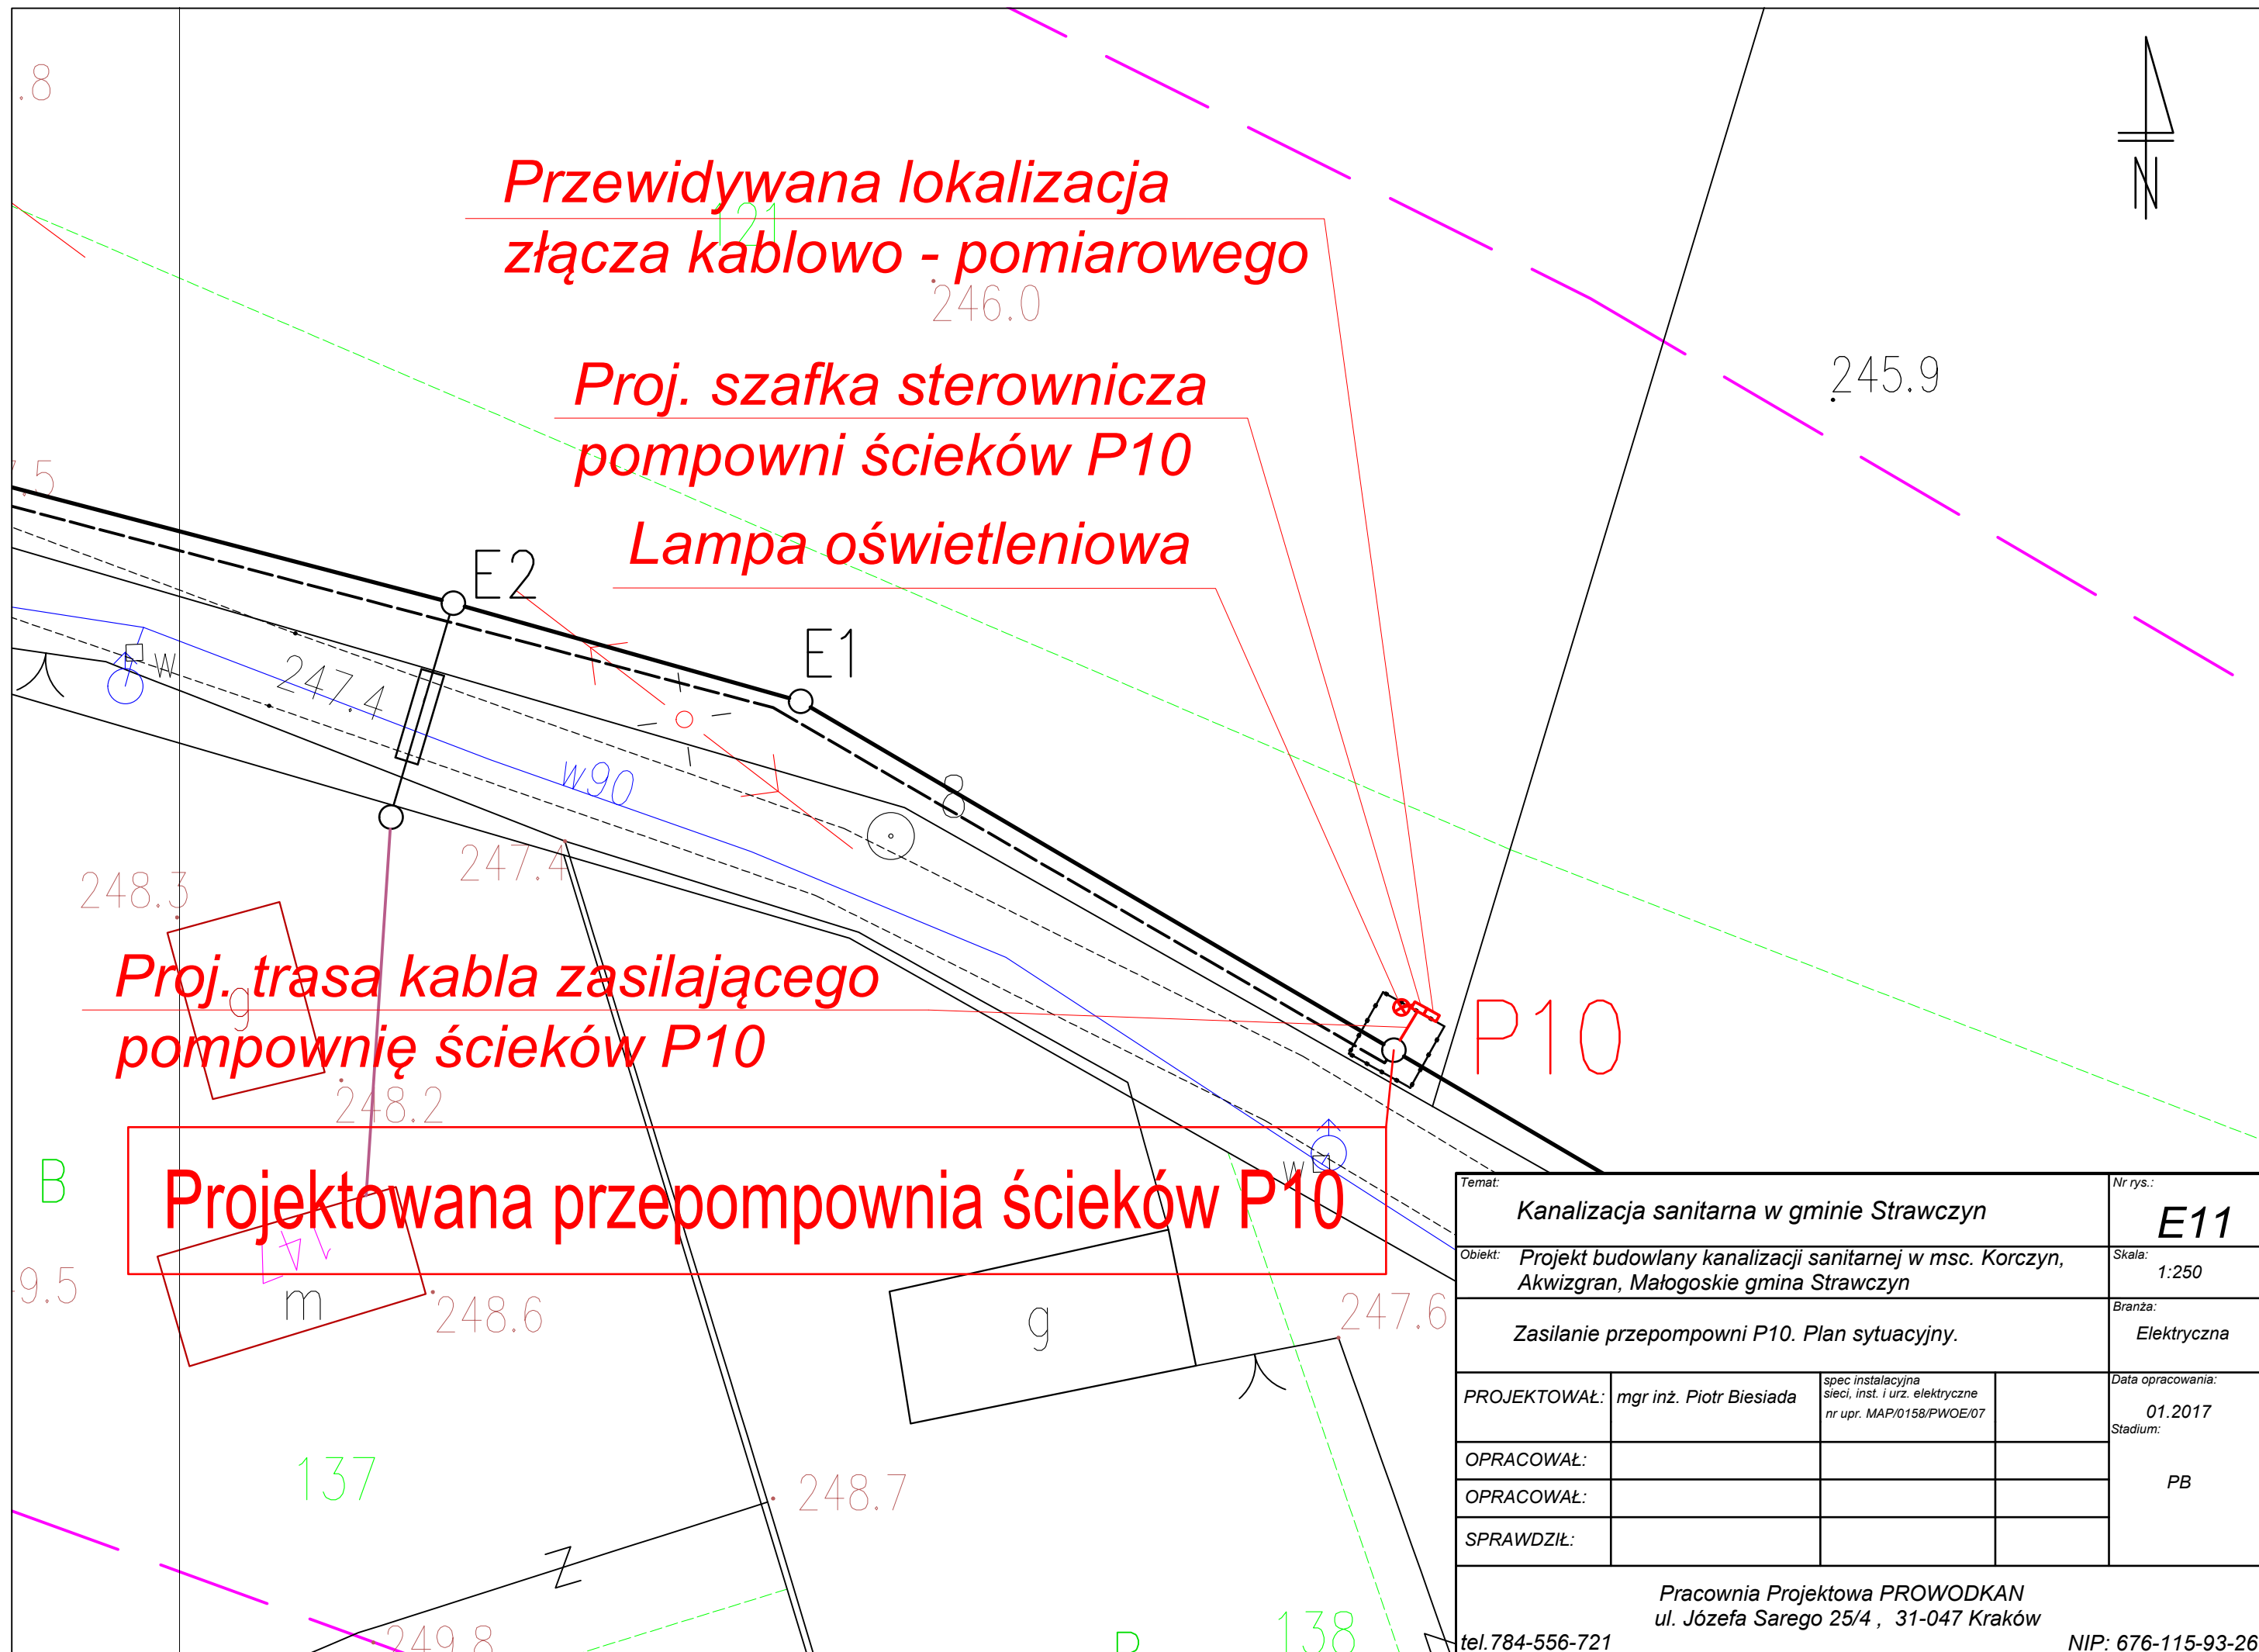 .8
N
Przewidywana lokalizacja
121
złącza kablowo - pomiarowego
246.0
Proj. szafka sterownicza
245.9
pompowni ścieków P10
7.5
Lampa oświetleniowa
E2
E1
w
247.4
w90
8
247.4
248.3
Proj. trasa kabla zasilającego
g
pompownię ścieków P10
P10
248.2
B
Projektowana przepompownia ścieków P10
w
14
m
9.5
248.6
g
247.6
137
248.7
Z
249.8
B
138
Temat:
Kanalizacja sanitarna w gminie Strawczyn
Nr rys.:
E11
Obiekt: Projekt budowlany kanalizacji sanitarnej w msc. Korczyn,
Akwizgran, Małogoskie gmina Strawczyn
Skala:
1:250
Zasilanie przepompowni P10. Plan sytuacyjny.
Branża:
Elektryczna
PROJEKTOWAŁ: mgr inż. Piotr Biesiada
spec instalacyjna
sieci, inst. i urz. elektryczne
nr upr. MAP/0158/PWOE/07
Data opracowania:
01.2017
Stadium:
PB
OPRACOWAŁ:
OPRACOWAŁ:
SPRAWDZIŁ:
Pracownia Projektowa PROWODKAN
ul. Józefa Sarego 25/4 , 31-047 Kraków
tel.784-556-721
NIP: 676-115-93-26